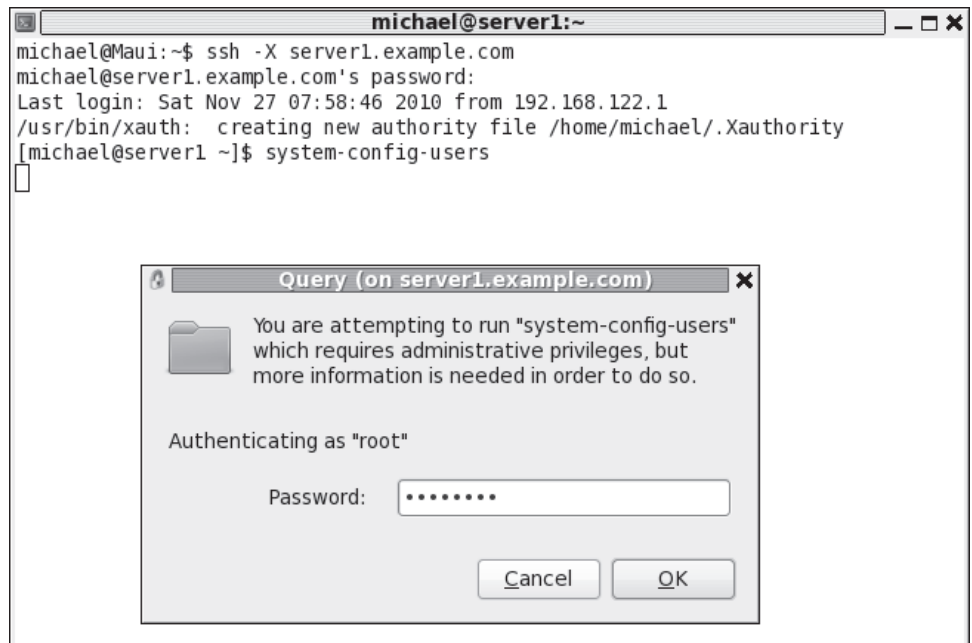 michael@server1:~
michael@Maui:~$ ssh -X server1.example.com
michael@server1.example.com's password:
Last login: Sat Nov 27 07:58:46 2010 from 192.168.122.1
/usr/bin/xauth:  creating new authority file /home/michael/.Xauthority
[michael@server1 ~]$ system-config-users
Query (on server1.example.com)
You are attempting to run "system-config-users"
which requires administrative privileges, but
more information is needed in order to do so.
Authenticating as "root"
Password: ••••••••
Cancel OK